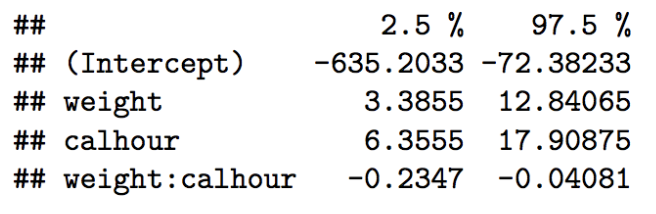 ##                    2.5 %    97.5 %
## (Intercept)    -635.2033 -72.38233
## weight            3.3855  12.84065
## calhour           6.3555  17.90875
## weight:calhour   -0.2347  -0.04081